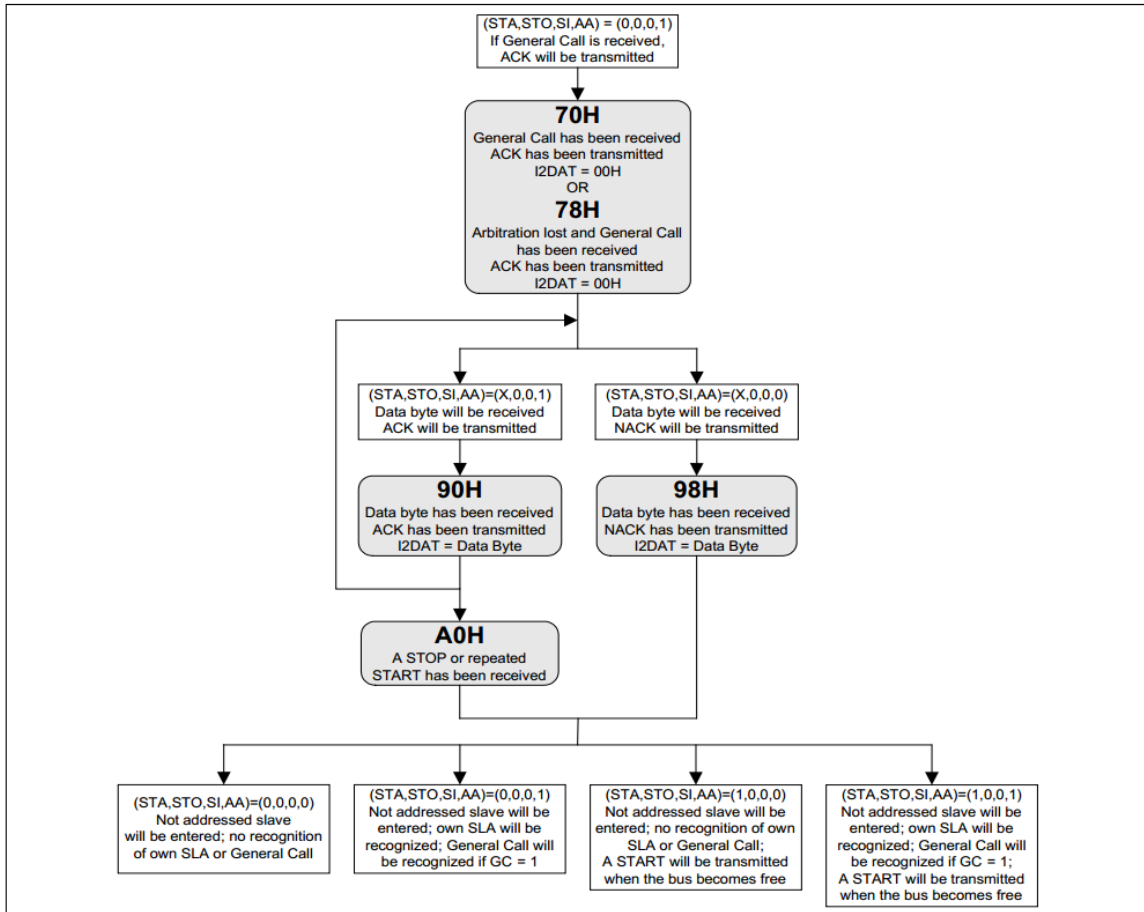 (STA,STO,SI,AA) = (0,0,0,1)
If General Call is received,
ACK will be transmitted
70H
General Call has been received
ACK has been transmitted
I2DAT = 00H
OR
78H
Arbitration lost and General Call
has been received
ACK has been transmitted
I2DAT = 00H
(STA,STO,SI,AA)=(X,0,0,1)
Data byte will be received
ACK will be transmitted
(STA,STO,SI,AA)=(X,0,0,0)
Data byte will be received
NACK will be transmitted
90H
Data byte has been received
ACK has been transmitted
I2DAT = Data Byte
98H
Data byte has been received
NACK has been transmitted
I2DAT = Data Byte
A0H
A STOP or repeated
START has been received
(STA,STO,SI,AA)=(0,0,0,0)
Not addressed slave
will be entered; no recognition
of own SLA or General Call
(STA,STO,SI,AA)=(0,0,0,1)
Not addressed slave will be
entered; own SLA will be
recognized; General Call will
be recognized if GC = 1
(STA,STO,SI,AA)=(1,0,0,0)
Not addressed slave will be
entered; no recognition of own
SLA or General Call;
A START will be transmitted
when the bus becomes free
(STA,STO,SI,AA)=(1,0,0,1)
Not addressed slave will be
entered; own SLA will be
recognized; General Call will
be recognized if GC = 1;
A START will be transmitted
when the bus becomes free